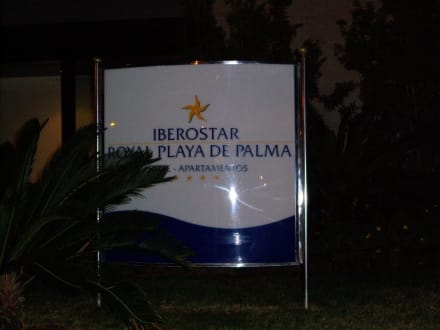 IBEROSTAR
ROYAL PLAYA DE PALMA
- APARTAMENTOS